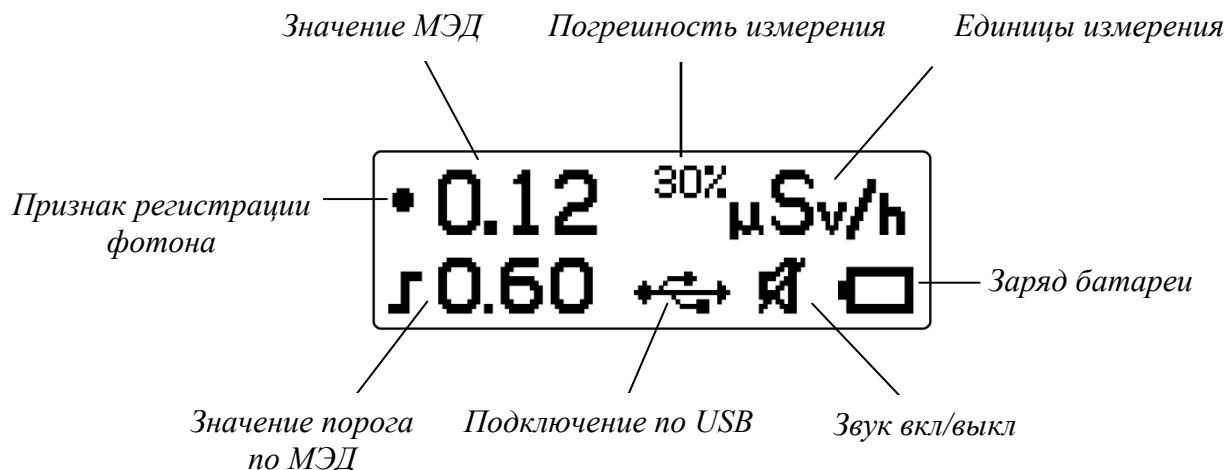 Значение МЭД
Погрешность измерения
Единицы измерения
Признак регистрации
фотона
0.12 30% µSv/h
0.60
Заряд батареи
Значение порога
по МЭД
Подключение по USB
Звук вкл/выкл